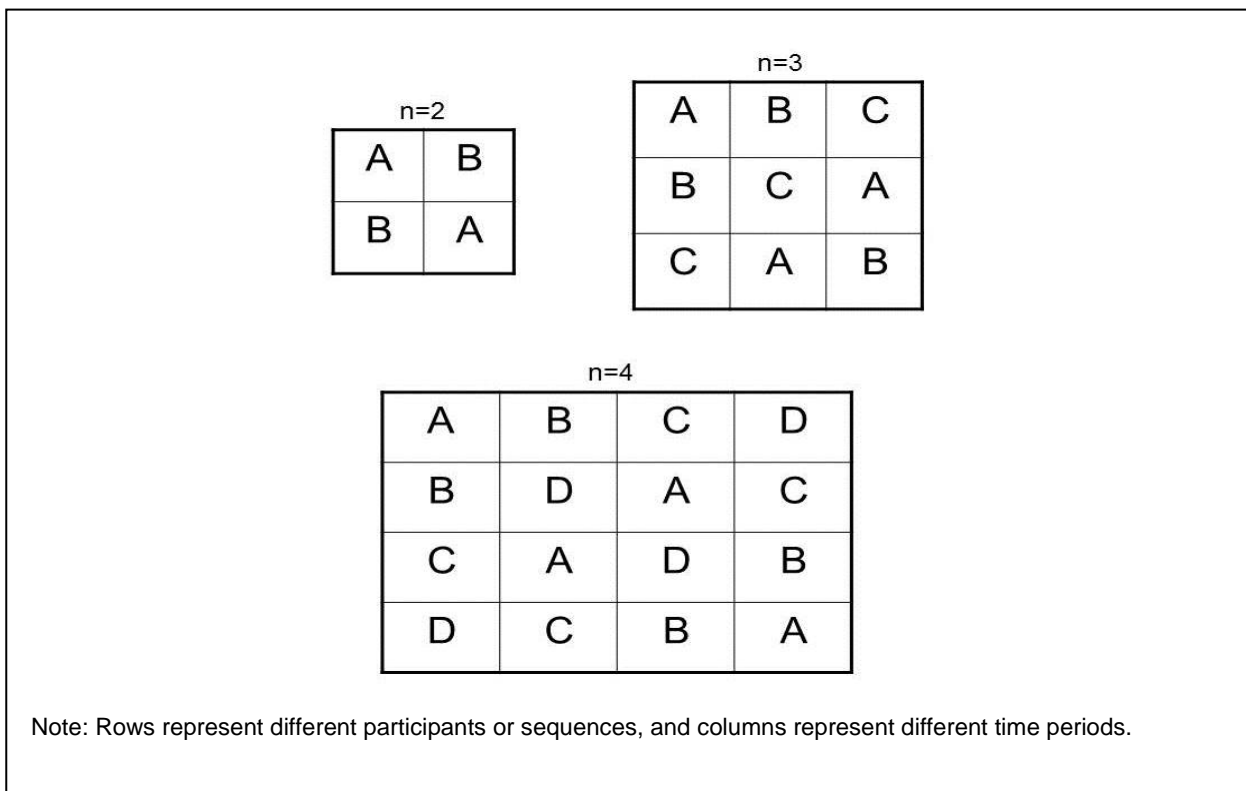 n=2
A B
B A
n=3
A B C
B C A
C A B
n=4
A B C D
B D A C
C A D B
D C B A
Note: Rows represent different participants or sequences, and columns represent different time periods.